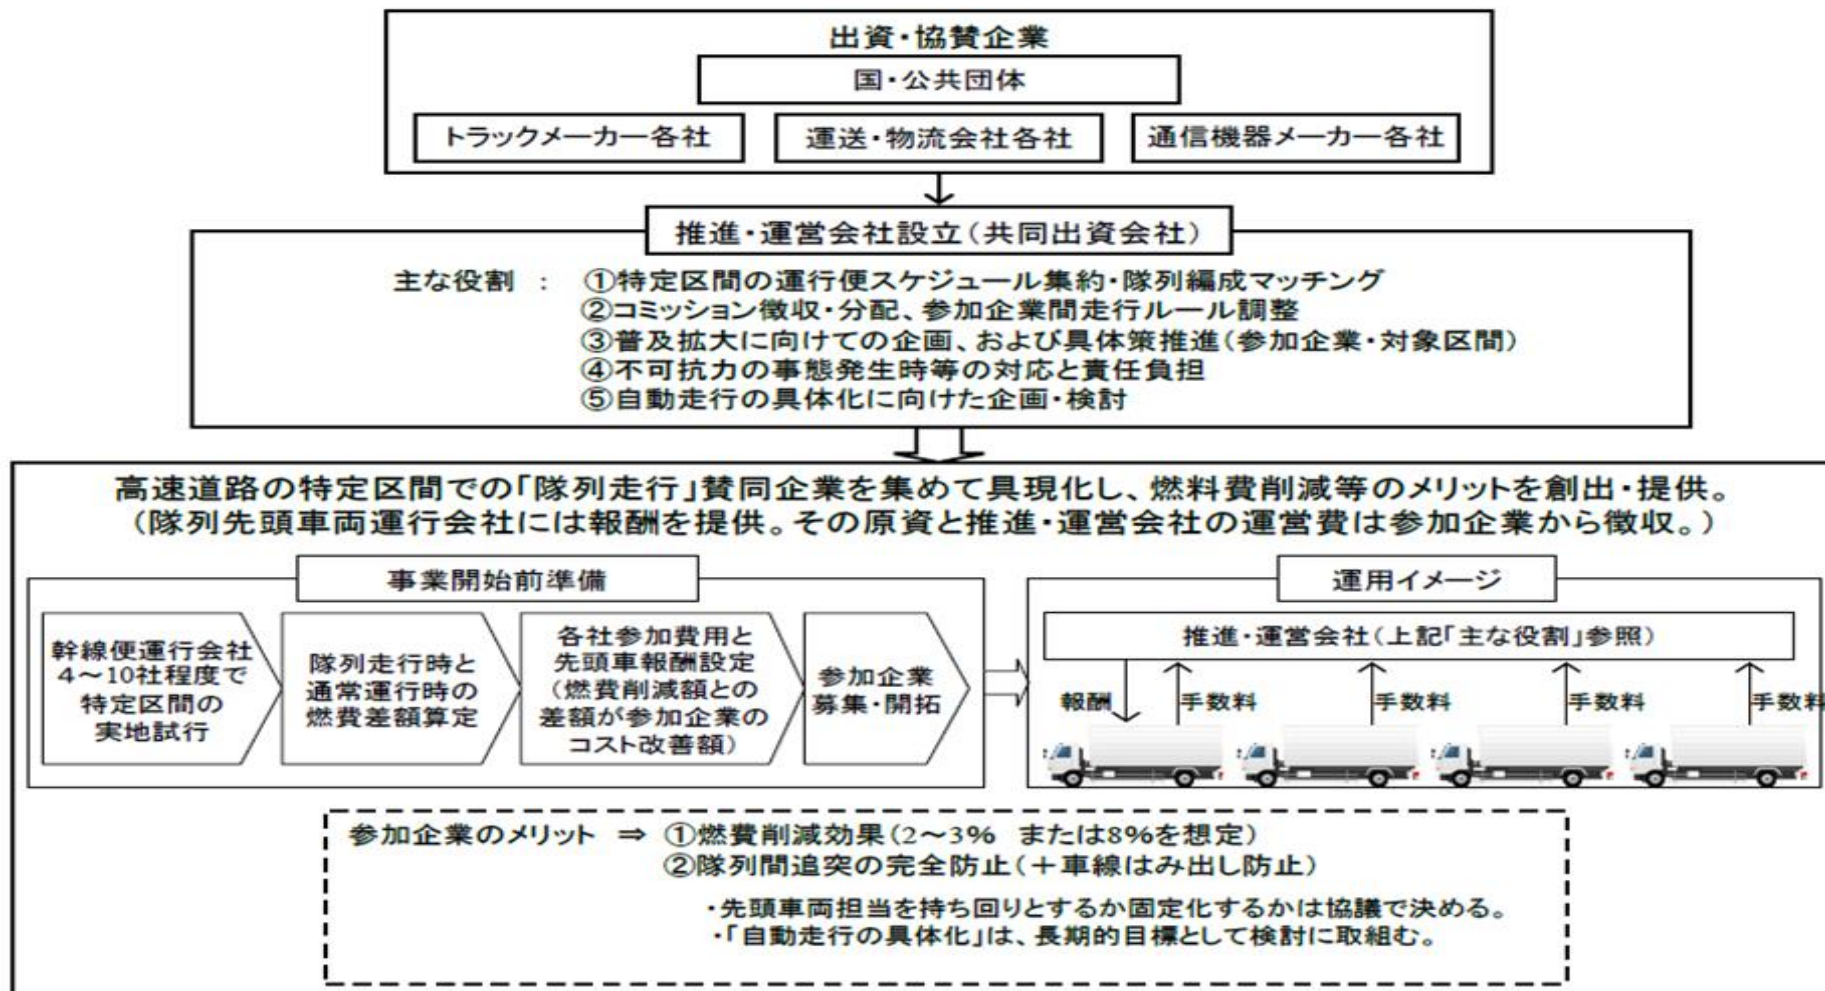 出資・協賛企業
国・公共団体
トラックメーカー各社
運送・物流会社各社
通信機器メーカー各社
推進・運営会社設立(共同出資会社)
主な役割 : ①特定区間の運行便スケジュール集約・隊列編成マッチング
②コミッション徴収・分配、参加企業間走行ルール調整
③普及拡大に向けての企画、および具体策推進(参加企業・対象区間)
④不可抗力の事態発生時等の対応と責任負担
⑤自動走行の具体化に向けた企画・検討
高速道路の特定区間での「隊列走行」賛同企業を集めて具現化し、燃料費削減等のメリットを創出・提供。
(隊列先頭車両運行会社には報酬を提供。その原資と推進・運営会社の運営費は参加企業から徴収。)
事業開始前準備
幹線便運行会社
4~10社程度で
特定区間の
実地試行
隊列走行時と
通常運行時の
燃費差額算定
各社参加費用と
先頭車報酬設定
(燃費削減額との
差額が参加企業の
コスト改善額)
参加企業
募集・開拓
運用イメージ
推進・運営会社(上記「主な役割」参照)
報酬
手数料
手数料
手数料
手数料
参加企業のメリット ⇒ ①燃費削減効果(2~3% または8%を想定)
②隊列間追突の完全防止(+車線はみ出し防止)
・先頭車両担当を持ち回りとするか固定化するかは協議で決める。
・「自動走行の具体化」は、長期的目標として検討に取組む。